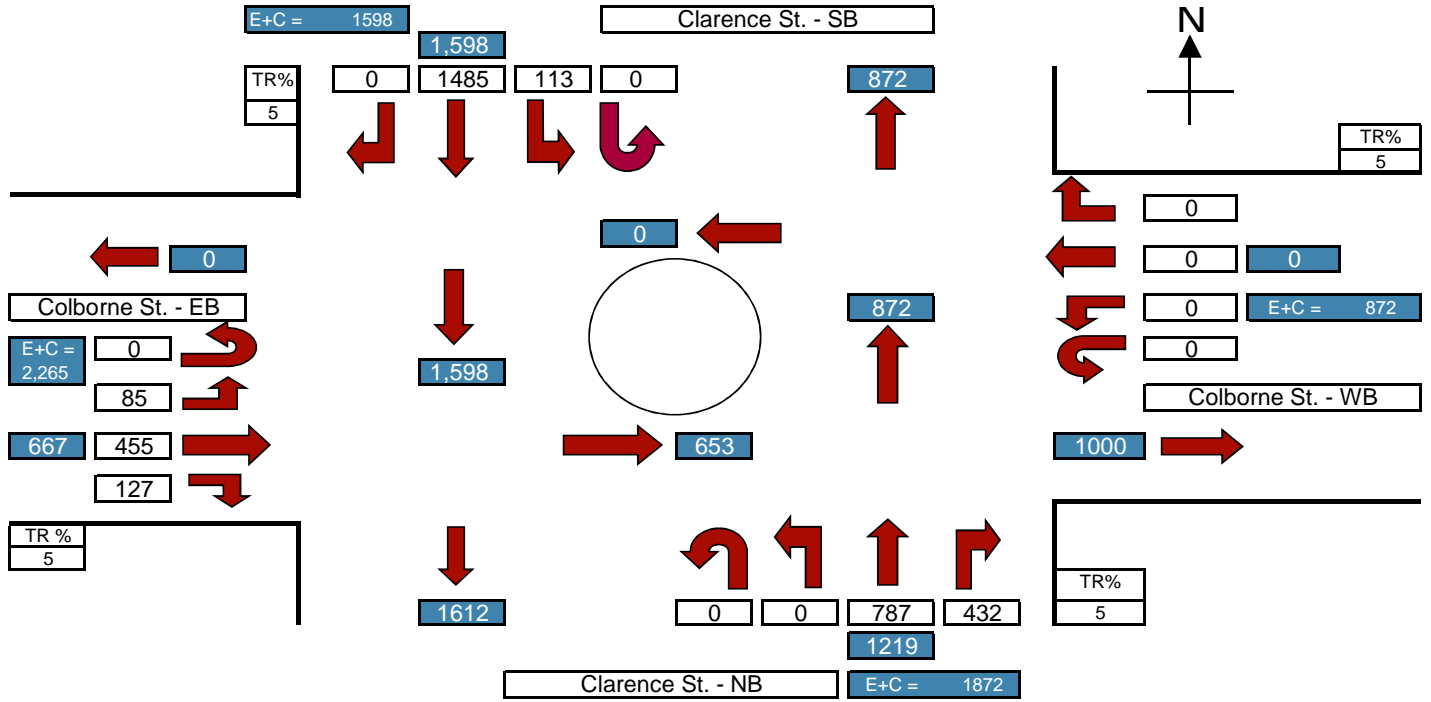 E+C = 1598
Clarence St. - SB
N
1,598
TR%
5
0 1485 113 0
872
TR%
5
0
0
0
0 0
Colborne St. - EB
872
0 E+C = 872
E+C =
2,265
0
0
1,598
85
Colborne St. - WB
667 455
653
1000
127
TR %
5
1612
0 0 787 432
TR%
5
1219
Clarence St. - NB
E+C = 1872